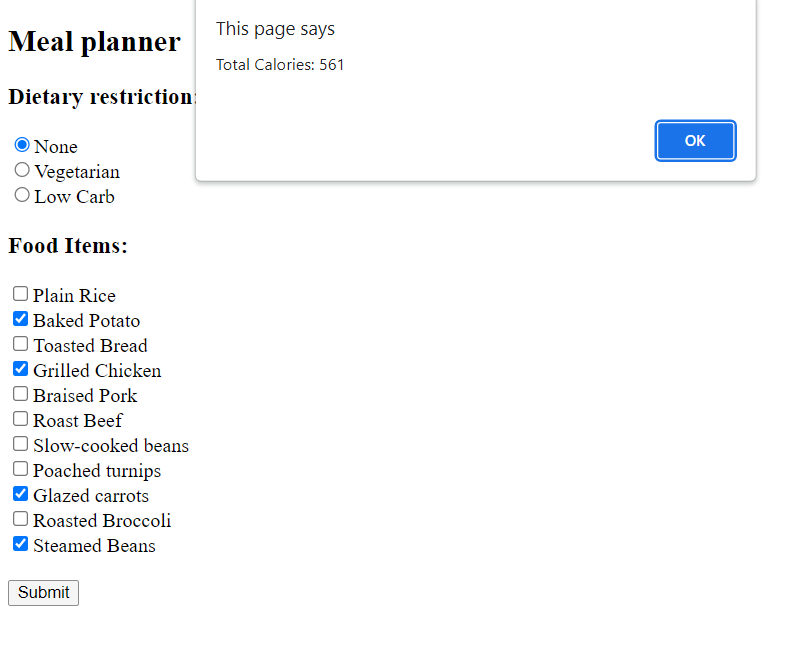 Meal planner
This page says
Total Calories: 561
OK
Dietary restriction:
None
Vegetarian
Low Carb
Food Items:
Plain Rice
Baked Potato
Toasted Bread
Grilled Chicken
Braised Pork
Roast Beef
Slow-cooked beans
Poached turnips
Glazed carrots
Roasted Broccoli
Steamed Beans
Submit